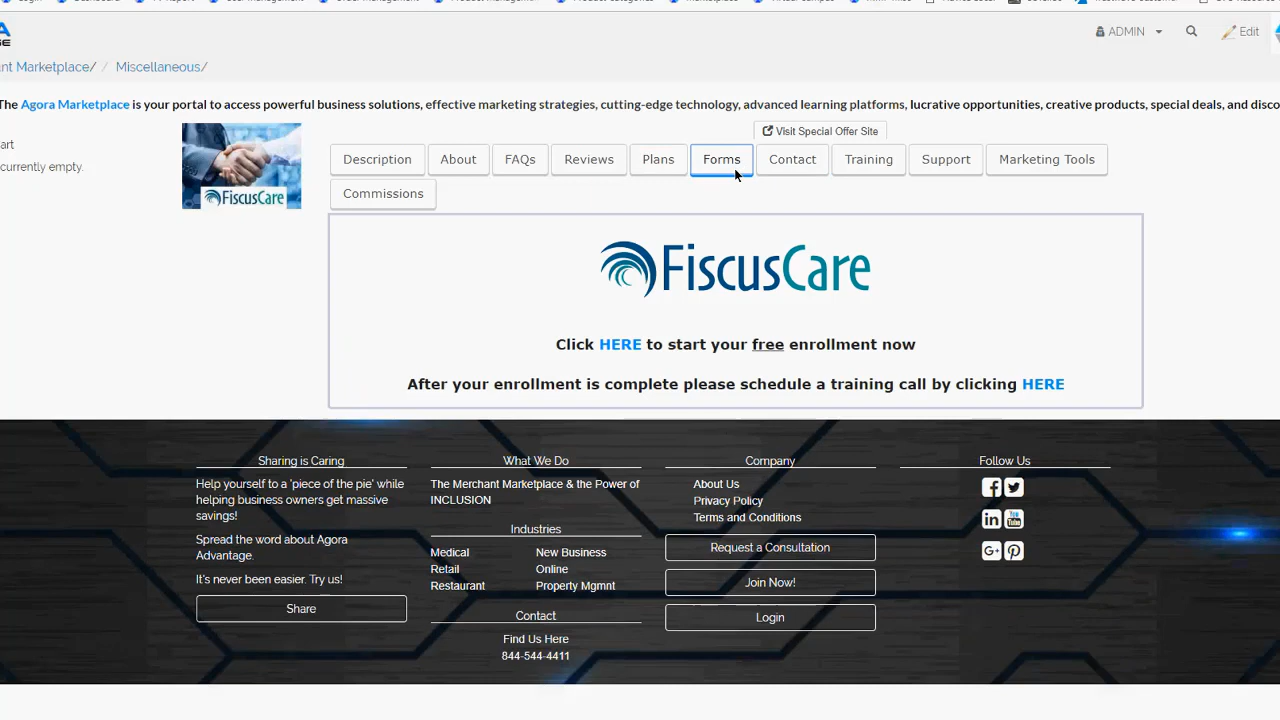 GE
ADMIN
Edit
nt Marketplace/ / Miscellaneous/
The Agora Marketplace is your portal to access powerful business solutions, effective marketing strategies, cutting-edge technology, advanced learning platforms, lucrative opportunities, creative products, special deals, and disco
art
currently empty.
FiscusCare
Visit Special Offer Site
Description About FAQs Reviews Plans Forms Contact Training Support Marketing Tools
Commissions
FiscusCare
Click HERE to start your free enrollment now
After your enrollment is complete please schedule a training call by clicking HERE
Sharing is Caring
Help yourself to a 'piece of the pie' while
helping business owners get massive
savings!
Spread the word about Agora
Advantage.
It's never been easier. Try us!
Share
What We Do
The Merchant Marketplace & the Power of
INCLUSION
Industries
Medical New Business
Retail Online
Restaurant Property Mgmnt
Contact
Find Us Here
844-544-4411
Company
About Us
Privacy Policy
Terms and Conditions
Request a Consultation
Join Now!
Login
Follow Us